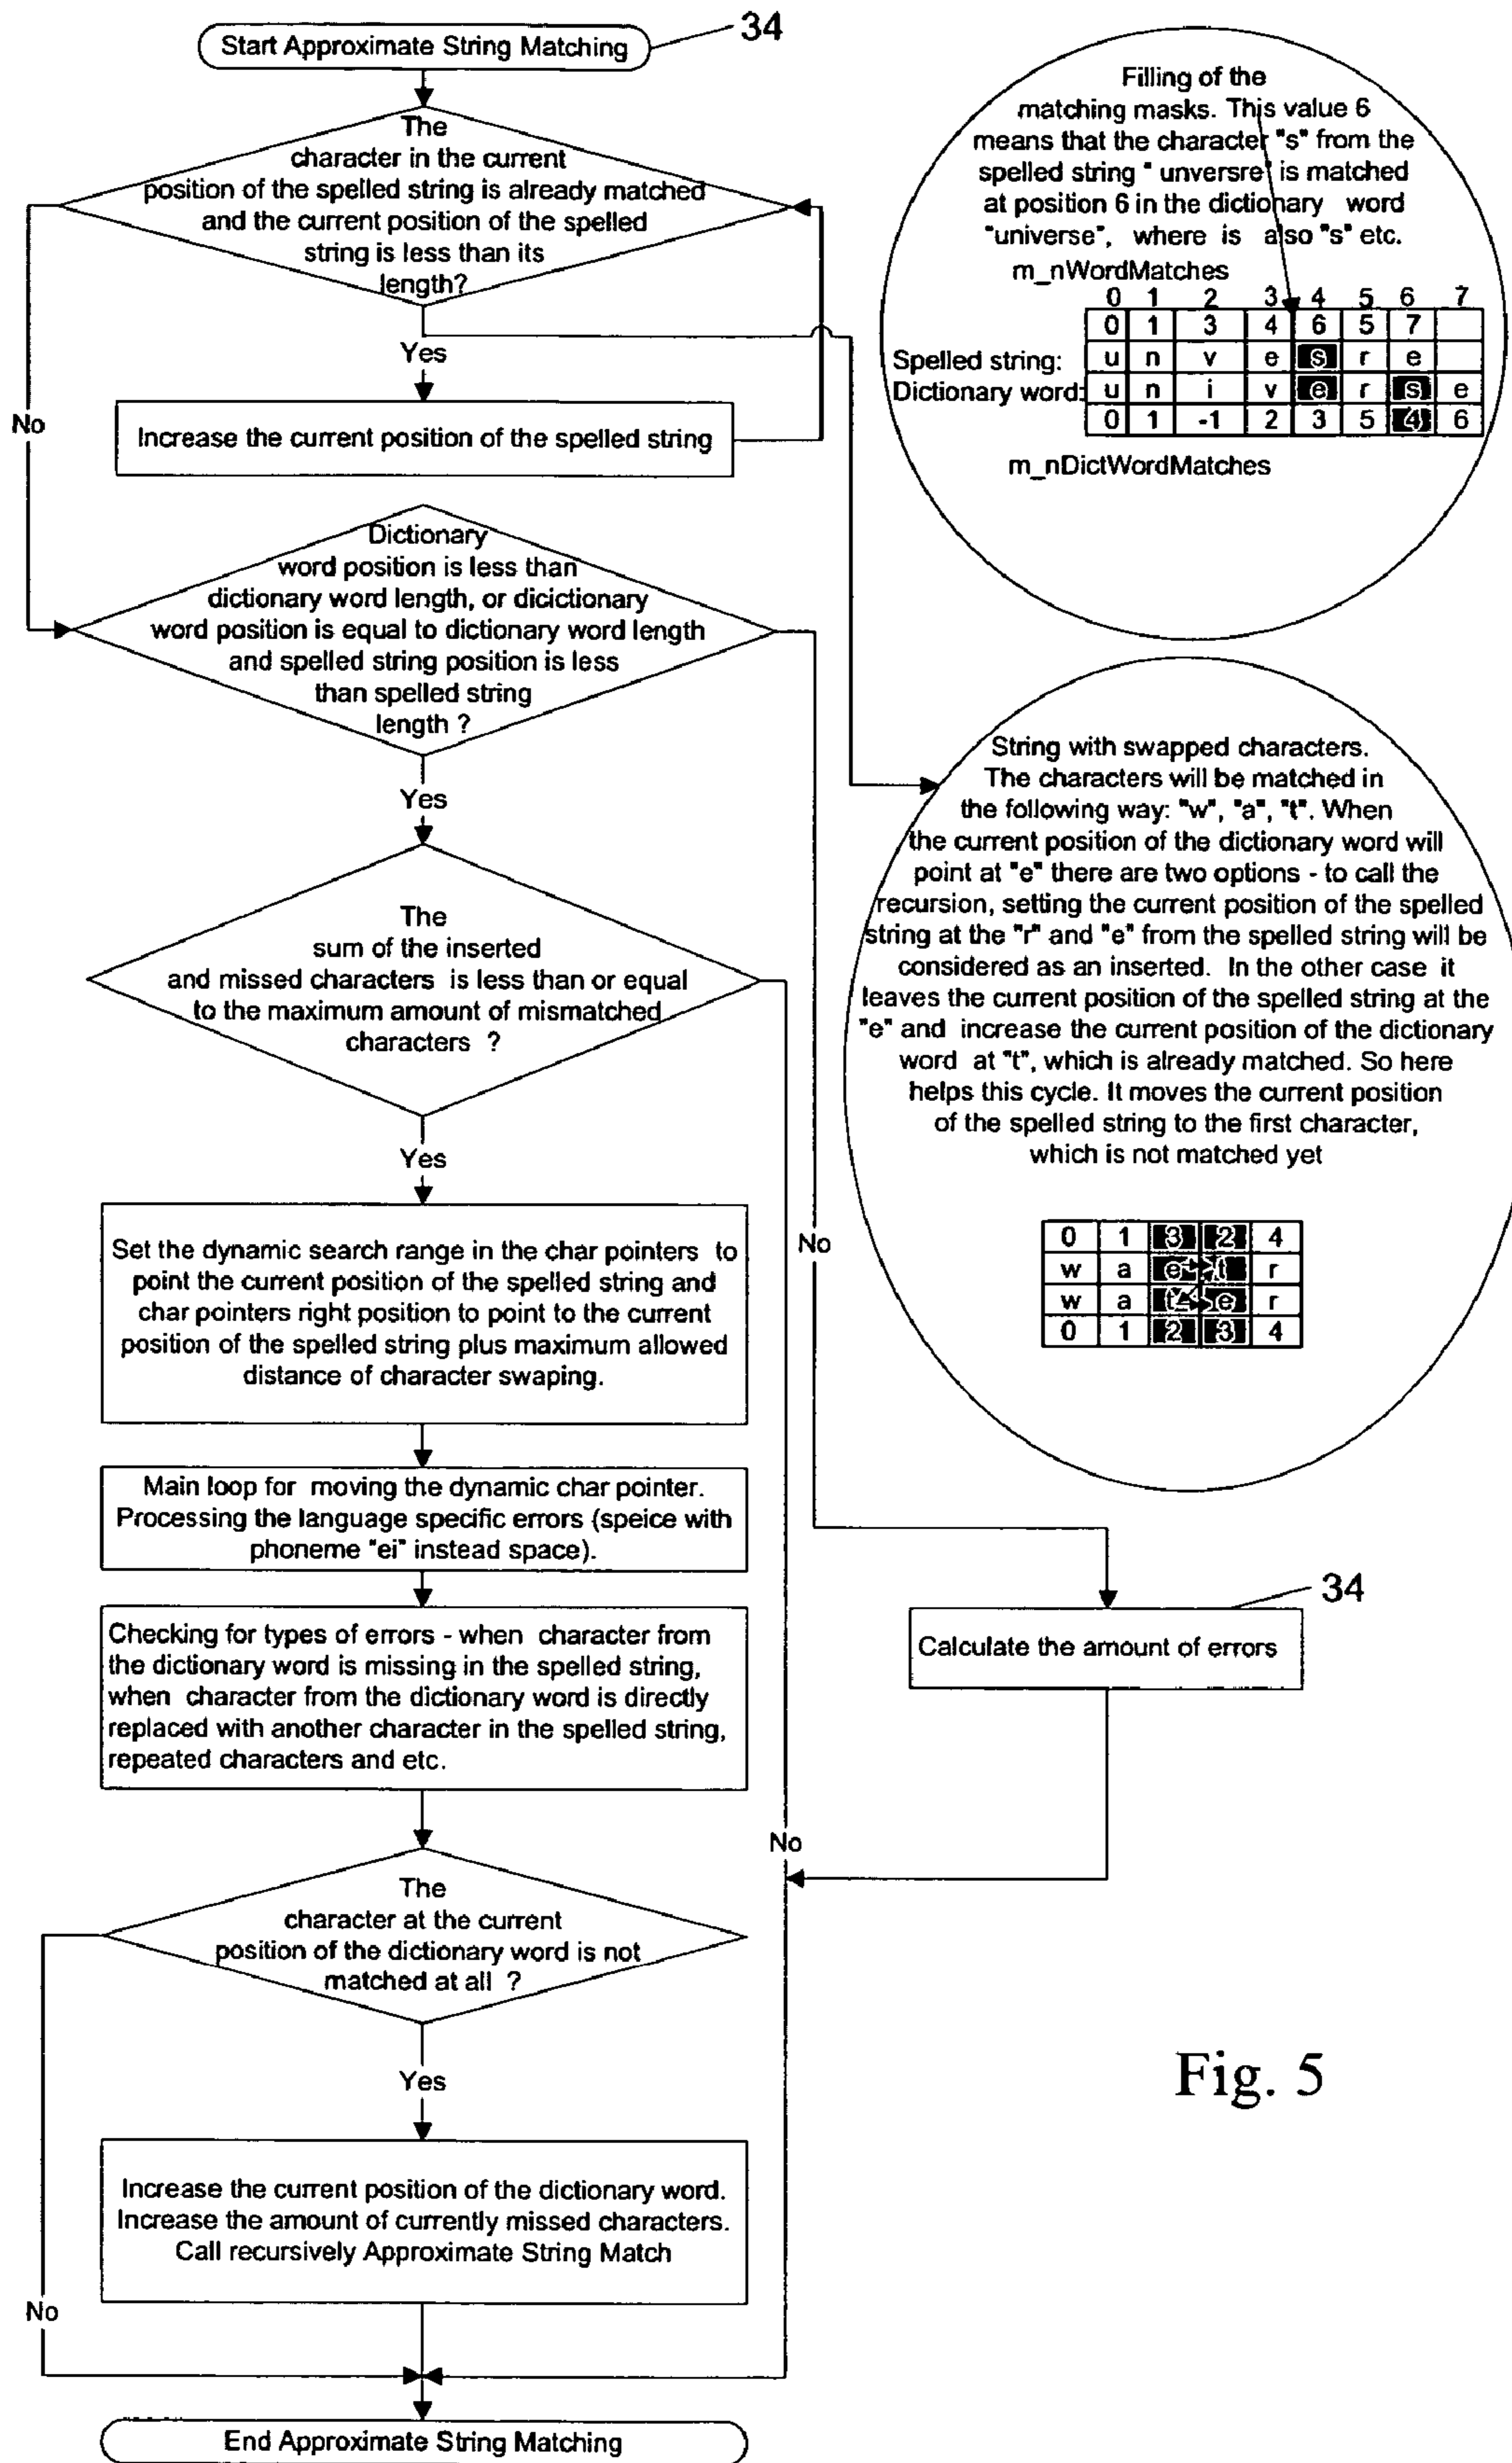 Start Approximate String Matching
34
The
character in the current
position of the spelled string is already matched
and the current position of the spelled
string is less than its
length?
Yes
No
Increase the current position of the spelled string
Dictionary
word position is less than
dictionary word length, or dicictionary
word position is equal to dictionary word length
and spelled string position is less
than spelled string
length ?
Yes
The
sum of the inserted
and missed characters is less than or equal
to the maximum amount of mismatched
characters ?
Yes
No
Set the dynamic search range in the char pointers to
point the current position of the spelled string and
char pointers right position to point to the current
position of the spelled string plus maximum allowed
distance of character swaping.
Main loop for moving the dynamic char pointer.
Processing the language specific errors (speice with
phoneme "ei" instead space).
Checking for types of errors - when character from
the dictionary word is missing in the spelled string,
when character from the dictionary word is directly
replaced with another character in the spelled string,
repeated characters and etc.
No
The
character at the current
position of the dictionary word is not
matched at all ?
Yes
Increase the current position of the dictionary word.
Increase the amount of currently missed characters.
Call recursively Approximate String Match
No
End Approximate String Matching
Filling of the
matching masks. This value 6
means that the character "s" from the
spelled string " unversre" is matched
at position 6 in the dictionary word
"universe", where is also "s" etc.
m_nWordMatches
0 1 2 3 4 5 6 7
0 1 3 4 6 5 7
Spelled string: u n v e s r e
Dictionary word: u n i v e r s e
0 1 -1 2 3 5 4 6
m_nDictWordMatches
String with swapped characters.
The characters will be matched in
the following way: "w", "a", "t". When
the current position of the dictionary word will
point at "e" there are two options - to call the
recursion, setting the current position of the spelled
string at the "r" and "e" from the spelled string will be
considered as an inserted. In the other case it
leaves the current position of the spelled string at the
"e" and increase the current position of the dictionary
word at "t", which is already matched. So here
helps this cycle. It moves the current position
of the spelled string to the first character,
which is not matched yet
0 1 3 2 4
w a e t r
w a t e r
0 1 2 3 4
34
Calculate the amount of errors
Fig. 5